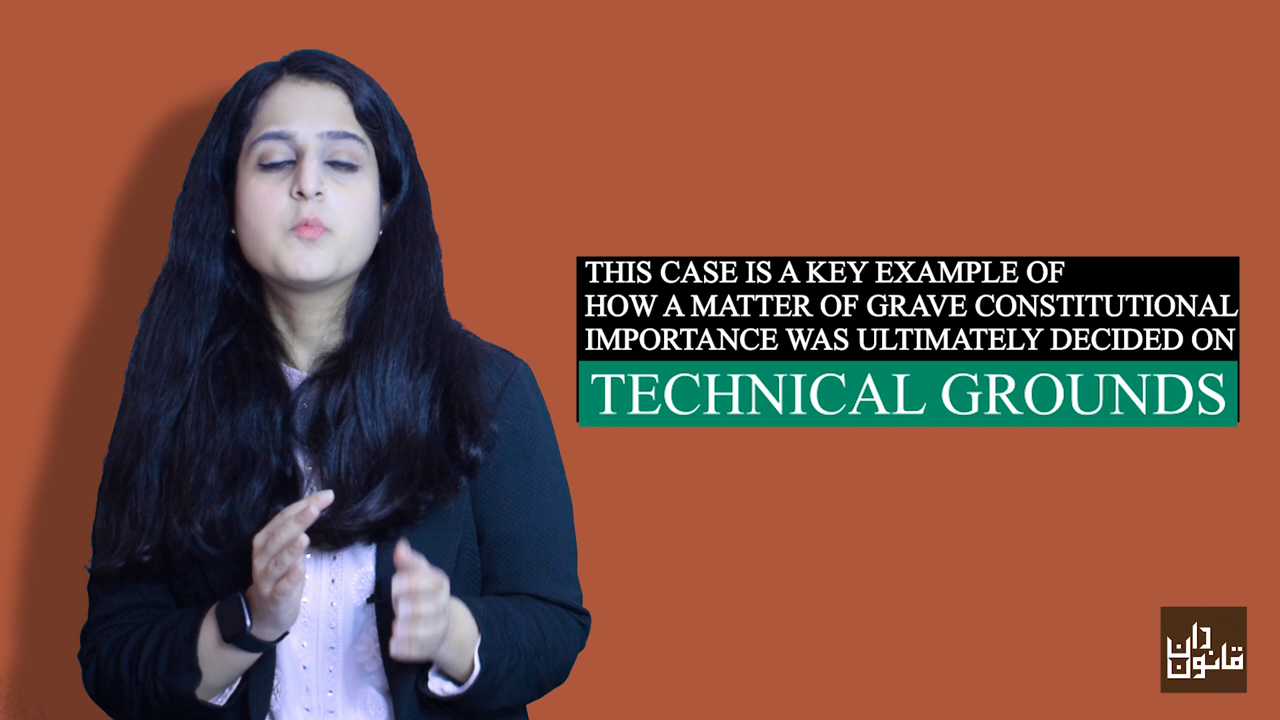 THIS CASE IS A KEY EXAMPLE OF
HOW A MATTER OF GRAVE CONSTITUTIONAL
IMPORTANCE WAS ULTIMATELY DECIDED ON
TECHNICAL GROUNDS
قانون دان